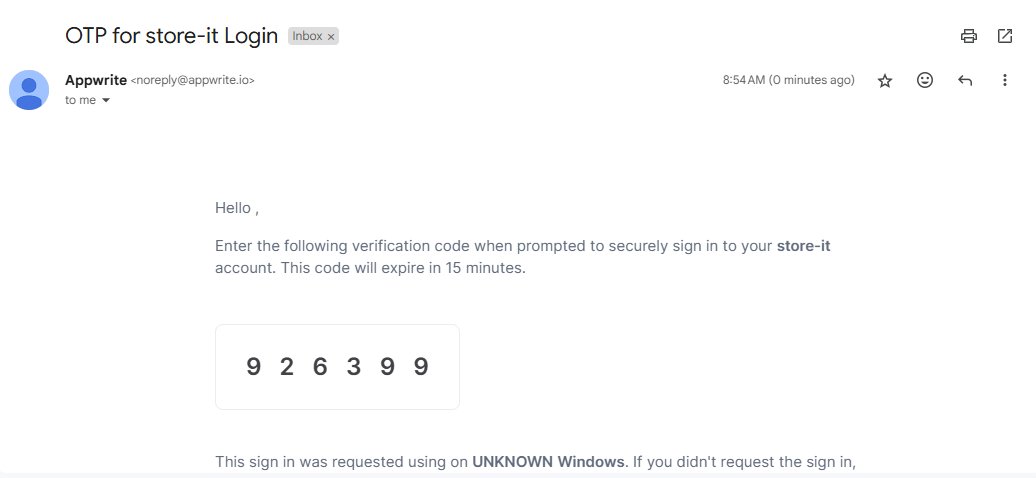 OTP for store-it Login Inbox ×
Appwrite <noreply@appwrite.io> 8:54 AM (0 minutes ago)
to me
Hello ,
Enter the following verification code when prompted to securely sign in to your store-it
account. This code will expire in 15 minutes.
9 2 6 3 9 9
This sign in was requested using on UNKNOWN Windows. If you didn't request the sign in,